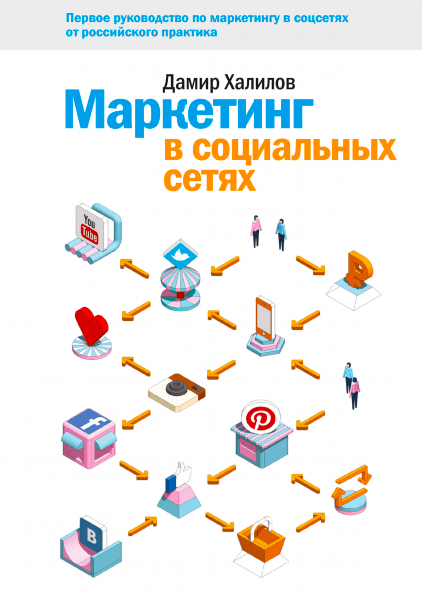 Первое руководство по маркетингу в соцсетях
от российского практика
Дамир Халилов
Маркетинг
в социальных
сетях
You
Tube
f
B